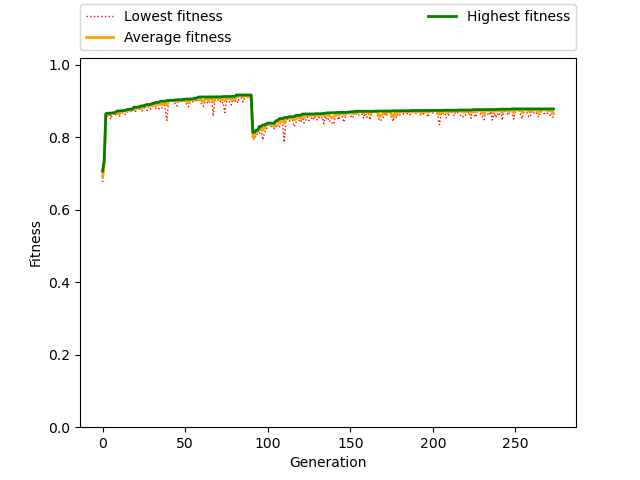 Lowest fitness
Average fitness
Highest fitness
1.0
0.8
0.6
0.4
0.2
0.0
Fitness
0 50 100 150 200 250
Generation